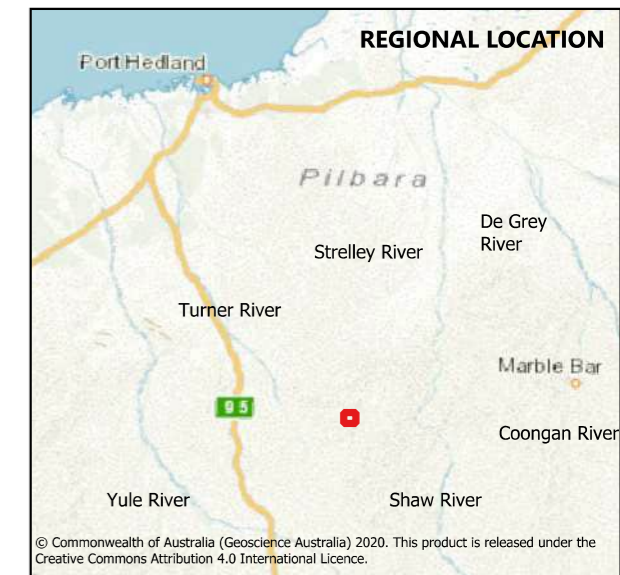 REGIONAL LOCATION
Port Hedland
Pilbara
De Grey
River
Strelley River
Turner River
Marble Bar
95
Coongan River
Yule River
Shaw River
© Commonwealth of Australia (Geoscience Australia) 2020. This product is released under the
Creative Commons Attribution 4.0 International Licence.